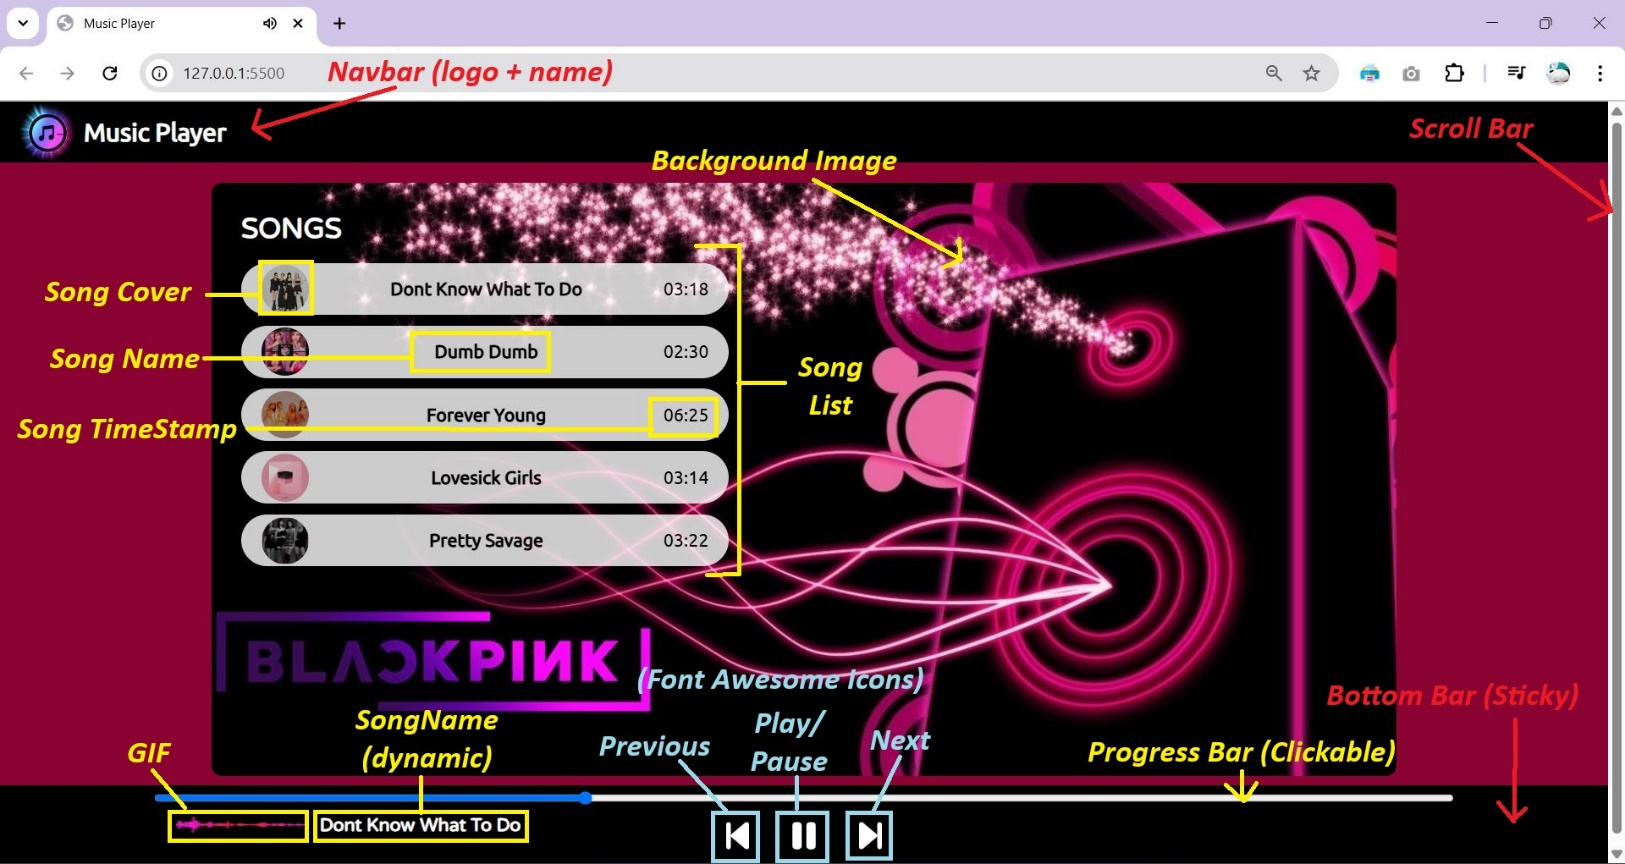 Music Player
127.0.0.1:5500
Navbar (logo + name)
Music Player
Scroll Bar
Background Image
SONGS
Song Cover
Dont Know What To Do
03:18
Song Name
Dumb Dumb
02:30
Song
List
Song TimeStamp
Forever Young
06:25
Lovesick Girls
03:14
Pretty Savage
03:22
BLACKPINK
(Font Awesome Icons)
Bottom Bar (Sticky)
SongName
(dynamic)
Play/
Pause
GIF
Previous
Next
Progress Bar (Clickable)
Dont Know What To Do